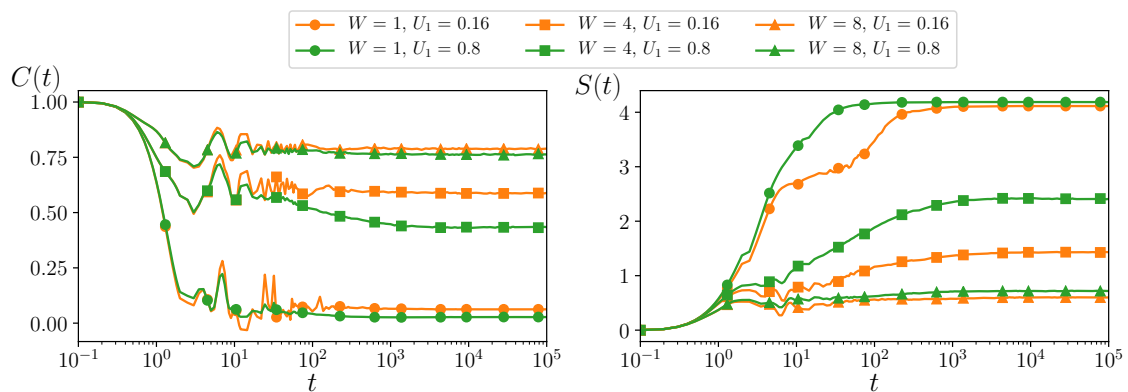 W = 1, U₁ = 0.16 W = 4, U₁ = 0.16 W = 8, U₁ = 0.16
W = 1, U₁ = 0.8 W = 4, U₁ = 0.8 W = 8, U₁ = 0.8
C(t)
1.00
0.75
0.50
0.25
0.00
10⁻¹ 10⁰ 10¹ 10² 10³ 10⁴ 10⁵
t
S(t)
4
3
2
1
0
10⁻¹ 10⁰ 10¹ 10² 10³ 10⁴ 10⁵
t